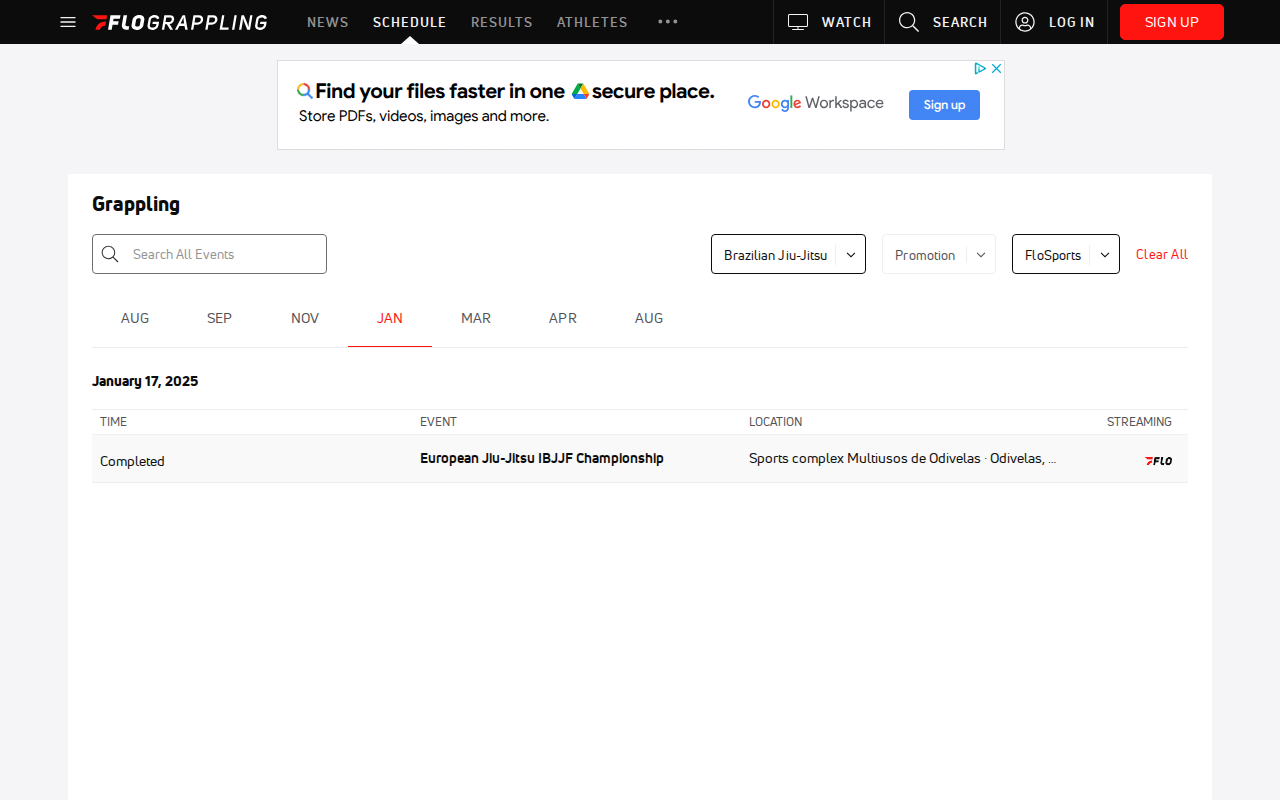 FLOGRAPPLING NEWS SCHEDULE RESULTS ATHLETES WATCH SEARCH LOG IN SIGN UP
Find your files faster in one secure place.
Store PDFs, videos, images and more.
Google Workspace
Sign up
Grappling
Search All Events Brazilian Jiu-Jitsu Promotion FloSports Clear All
AUG SEP NOV JAN MAR APR AUG
January 17, 2025
TIME EVENT LOCATION STREAMING
Completed European Jiu-Jitsu IBJJF Championship Sports complex Multiusos de Odivelas · Odivelas, ... FLO